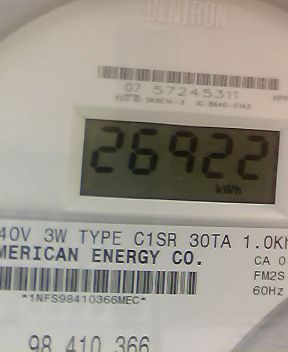 CENTRON®
07 57245311
26922
kWh
40V 3W TYPE C1SR 30TA 1.0Kh
MERICAN ENERGY CO.
CA 0
FM2S
60Hz
*1NFS98410366MEC*
98 410 366